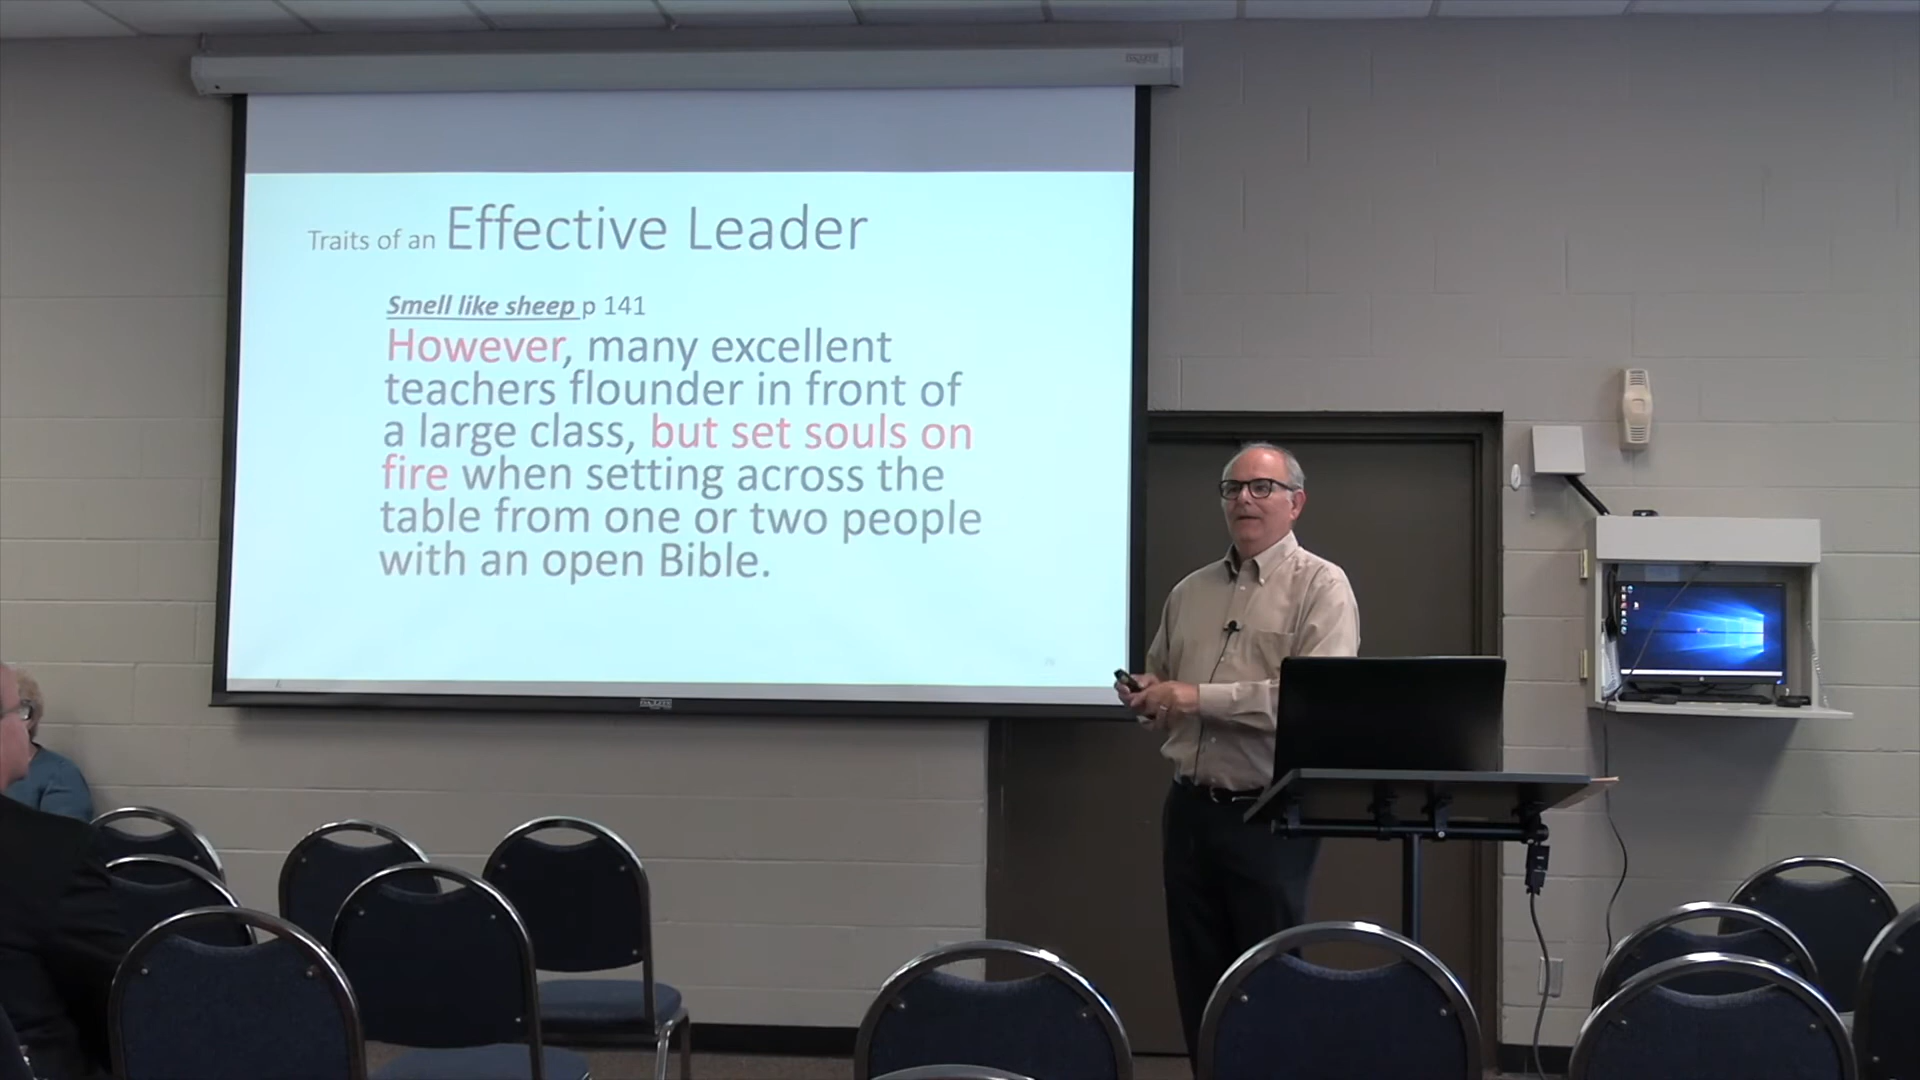 Traits of an Effective Leader
Smell like sheep p 141
However, many excellent
teachers flounder in front of
a large class, but set souls on
fire when setting across the
table from one or two people
with an open Bible.